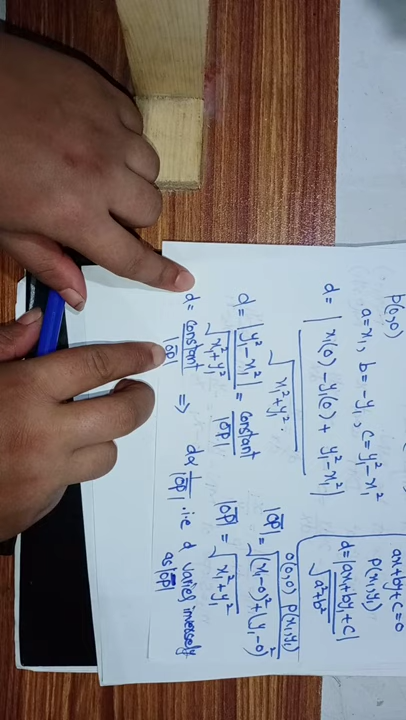 P(0,0)
a=x₁, b=-y₁, c=y₁²-x₁²
d = |x₁(0) - y₁(0) + y₁²-x₁²|
√x₁²+y₁².
d = |y₁²-x₁²| / √x₁²+y₁² = constant / |OP|
d = constant / |OP| ⇒ dα 1/|OP| i.e d varies inversely
as |OP|
ax+by+c=0
P(x₁,y₁)
d = |ax₁+by₁+c| / √a²+b²
O(0,0) P(x₁,y₁)
|OP| = √(x₁-0)²+(y₁-0)²
|OP| = √x₁²+y₁²